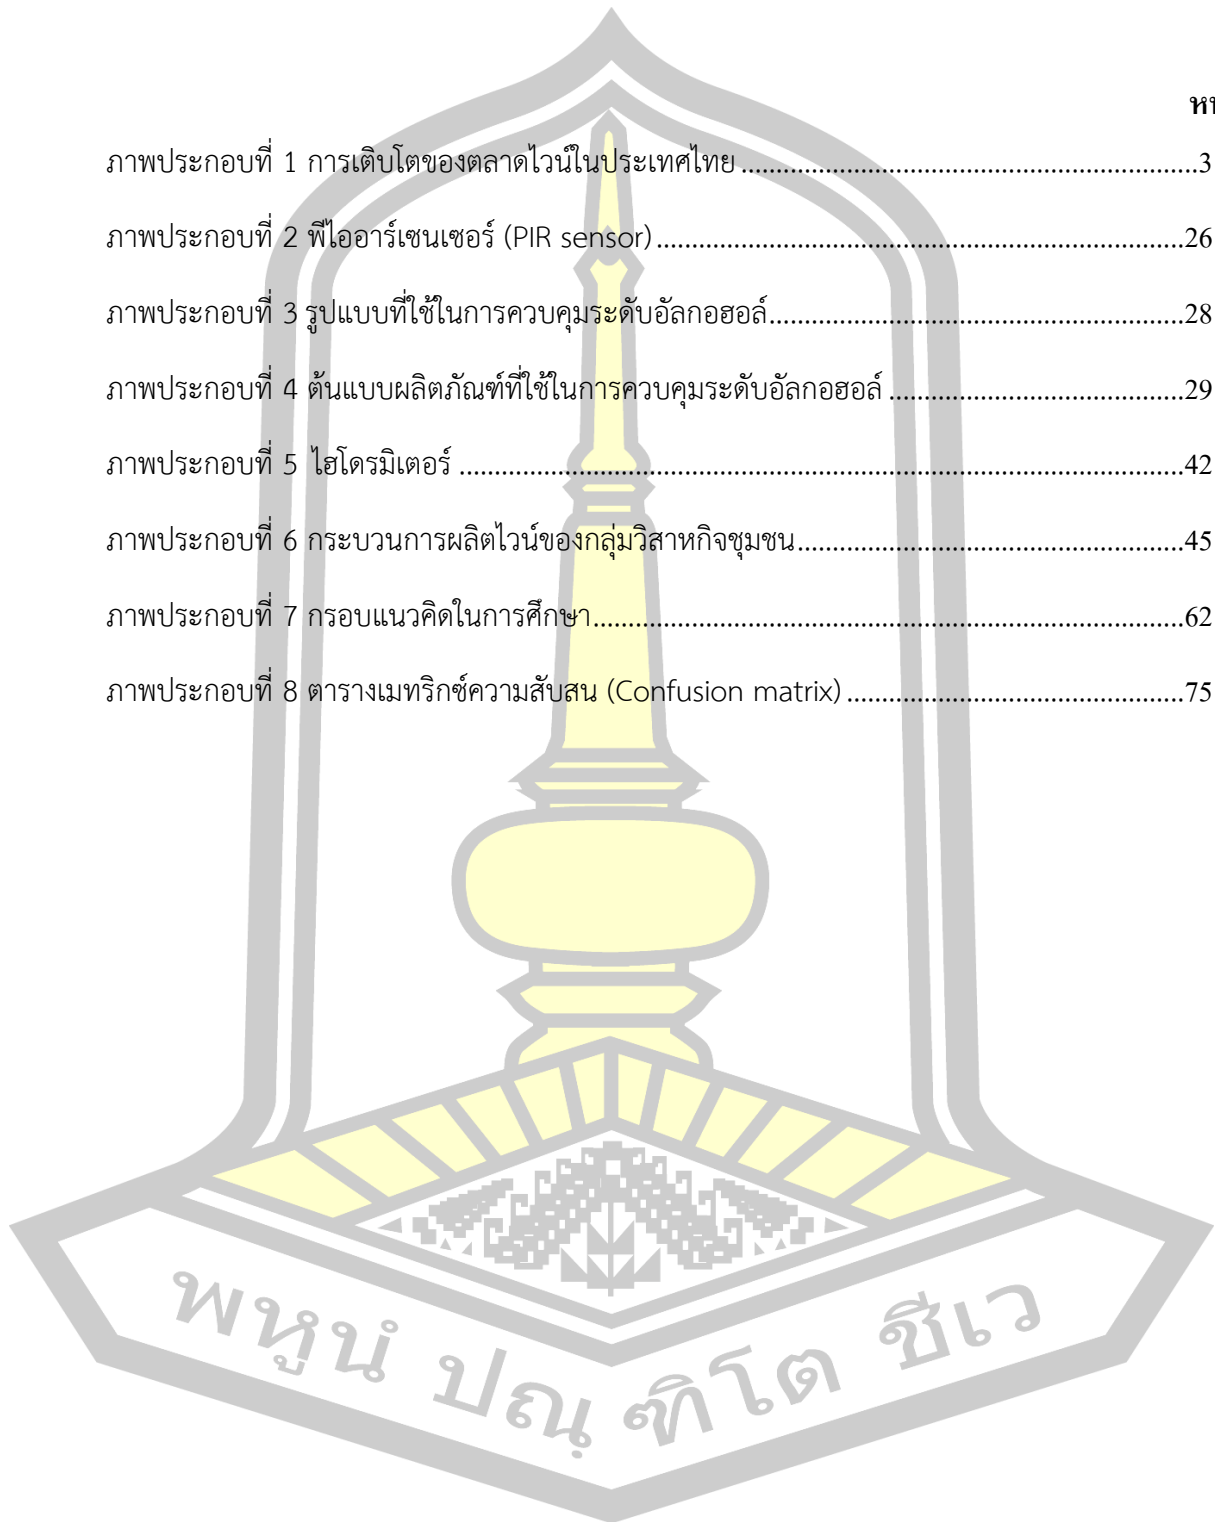 ภาพประกอบที่ 1 การเติบโตของตลาดไวน์ในประเทศไทย ........................................................3
ภาพประกอบที่ 2 พีไออาร์เซนเซอร์ (PIR sensor) ..................................................................26
ภาพประกอบที่ 3 รูปแบบที่ใช้ในการควบคุมระดับอัลกอฮอล์....................................................28
ภาพประกอบที่ 4 ต้นแบบผลิตภัณฑ์ที่ใช้ในการควบคุมระดับอัลกอฮอล์ .....................................29
ภาพประกอบที่ 5 ไฮโดรมิเตอร์ .........................................................................................42
ภาพประกอบที่ 6 กระบวนการผลิตไวน์ของกลุ่มวิสาหกิจชุมชน................................................45
ภาพประกอบที่ 7 กรอบแนวคิดในการศึกษา.........................................................................62
ภาพประกอบที่ 8 ตารางเมทริกซ์ความสับสน (Confusion matrix) ..........................................75
พหูนํ ปณฺ ฑิโต ชีเว